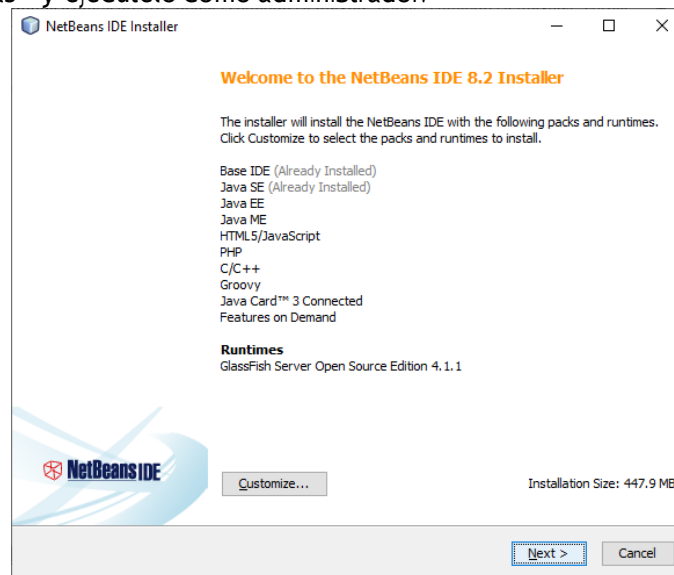 y ejecútelo como administrador.
NetBeans IDE Installer
Welcome to the NetBeans IDE 8.2 Installer
The installer will install the NetBeans IDE with the following packs and runtimes.
Click Customize to select the packs and runtimes to install.
Base IDE (Already Installed)
Java SE (Already Installed)
Java EE
Java ME
HTML5/JavaScript
PHP
C/C++
Groovy
Java Card™ 3 Connected
Features on Demand
Runtimes
GlassFish Server Open Source Edition 4.1.1
NetBeans IDE
Customize...
Installation Size: 447.9 MB
Next >
Cancel